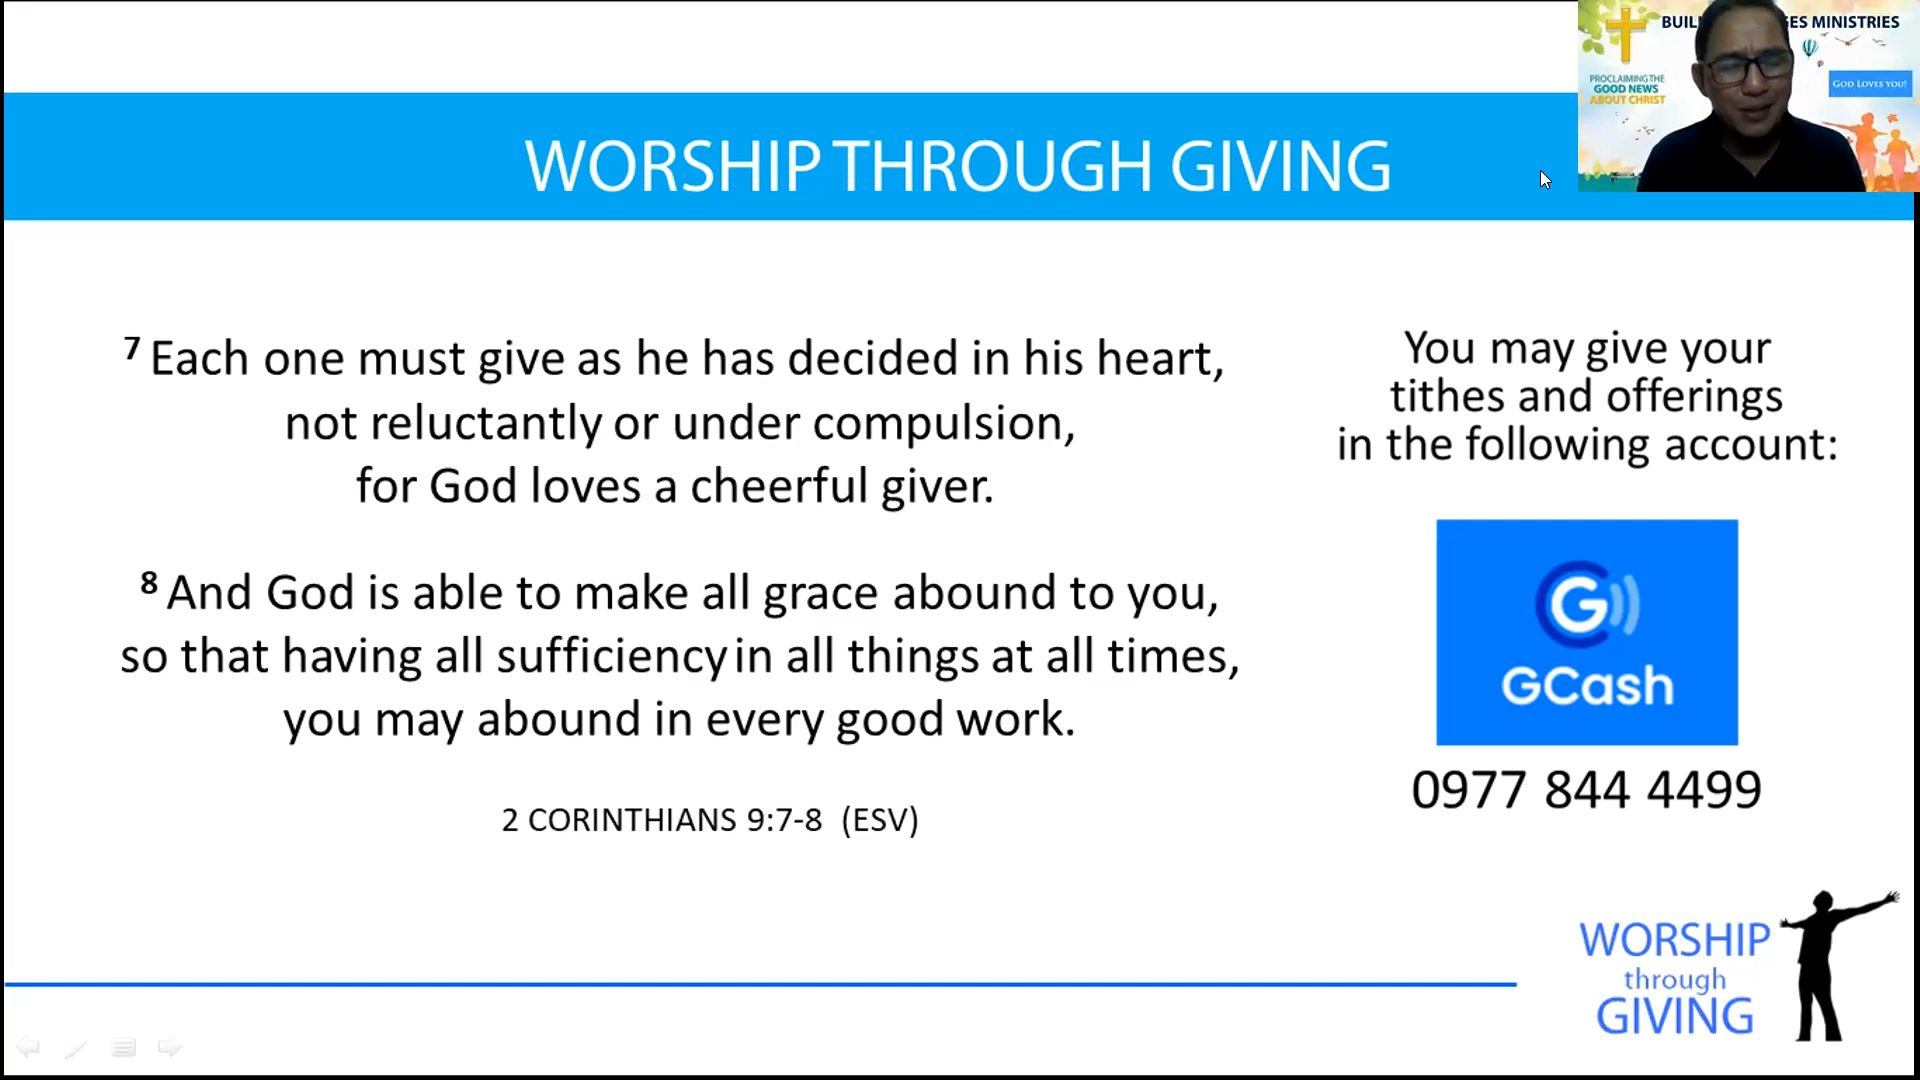 BUIL
GES MINISTRIES
PROCLAIMING THE
GOOD NEWS
ABOUT CHRIST
GOD LOVES YOU!
WORSHIP THROUGH GIVING
7 Each one must give as he has decided in his heart,
not reluctantly or under compulsion,
for God loves a cheerful giver.
8 And God is able to make all grace abound to you,
so that having all sufficiency in all things at all times,
you may abound in every good work.
2 CORINTHIANS 9:7-8 (ESV)
You may give your
tithes and offerings
in the following account:
G
GCash
0977 844 4499
WORSHIP
through
GIVING